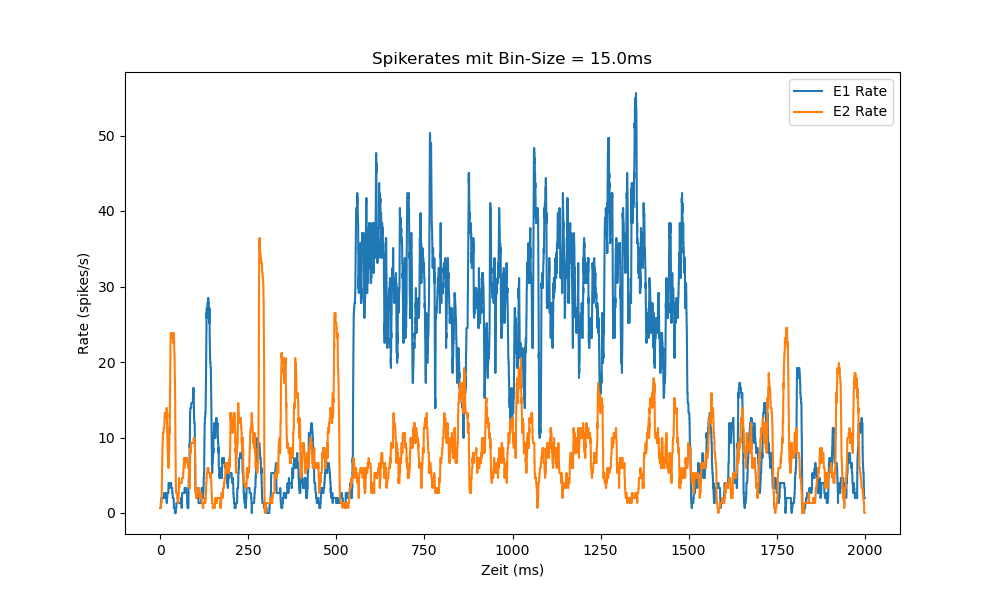 Spikerates mit Bin-Size = 15.0ms
E1 Rate
E2 Rate
Rate (spikes/s)
50
40
30
20
10
0
0 250 500 750 1000 1250 1500 1750 2000
Zeit (ms)